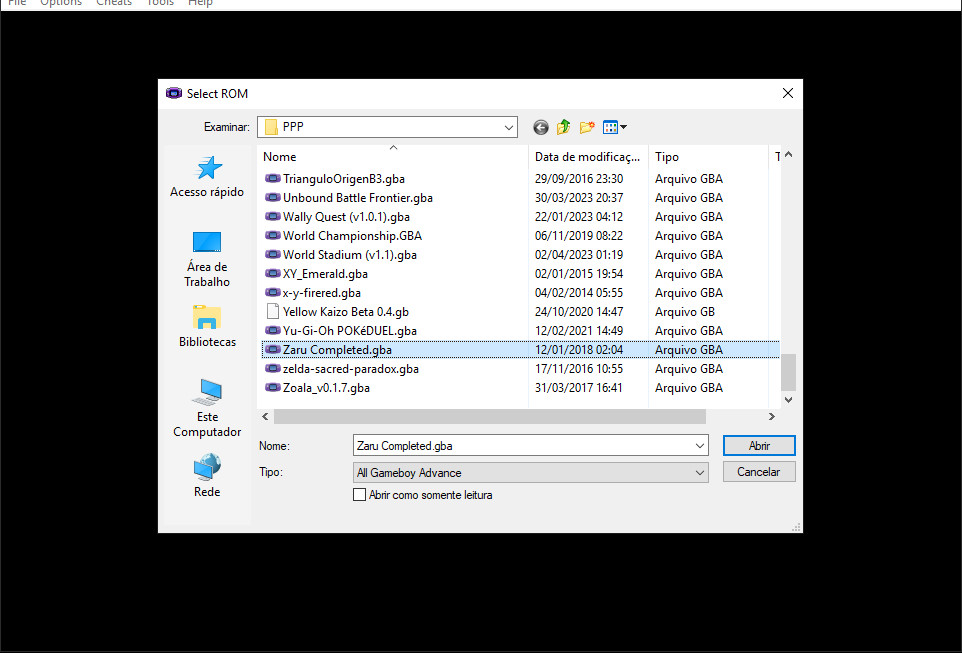 File Options Cheats Tools Help
Select ROM
Examinar: PPP
Nome Data de modificaç... Tipo T
TrianguloOrigenB3.gba 29/09/2016 23:30 Arquivo GBA
Unbound Battle Frontier.gba 30/03/2023 20:37 Arquivo GBA
Wally Quest (v1.0.1).gba 22/01/2023 04:12 Arquivo GBA
World Championship.GBA 06/11/2019 08:22 Arquivo GBA
World Stadium (v1.1).gba 02/04/2023 01:19 Arquivo GBA
XY_Emerald.gba 02/01/2015 19:54 Arquivo GBA
x-y-firered.gba 04/02/2014 05:55 Arquivo GBA
Yellow Kaizo Beta 0.4.gb 24/10/2020 14:47 Arquivo GB
Yu-Gi-Oh POKéDUEL.gba 12/02/2021 14:49 Arquivo GBA
Zaru Completed.gba 12/01/2018 02:04 Arquivo GBA
zelda-sacred-paradox.gba 17/11/2016 10:55 Arquivo GBA
Zoala_v0.1.7.gba 31/03/2017 16:41 Arquivo GBA
Acesso rápido
Área de
Trabalho
Bibliotecas
Este
Computador
Rede
Nome: Zaru Completed.gba Abrir
Tipo: All Gameboy Advance Cancelar
Abrir como somente leitura